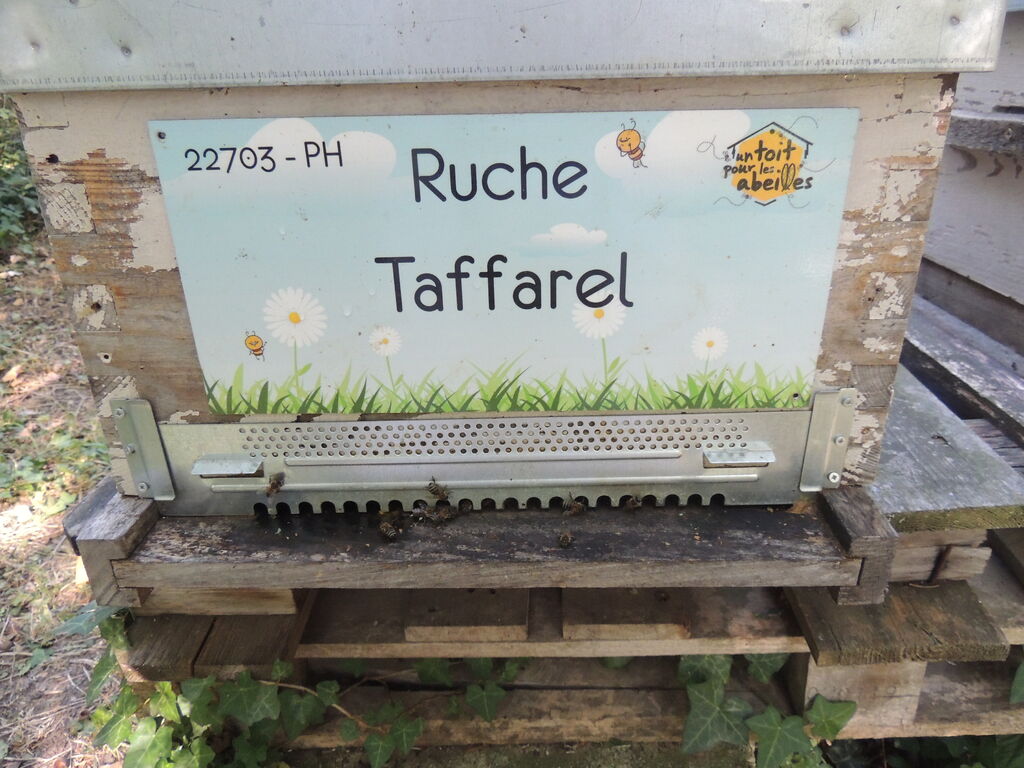 22703 - PH
Ruche
Taffarel
un toit
pour les
abeilles